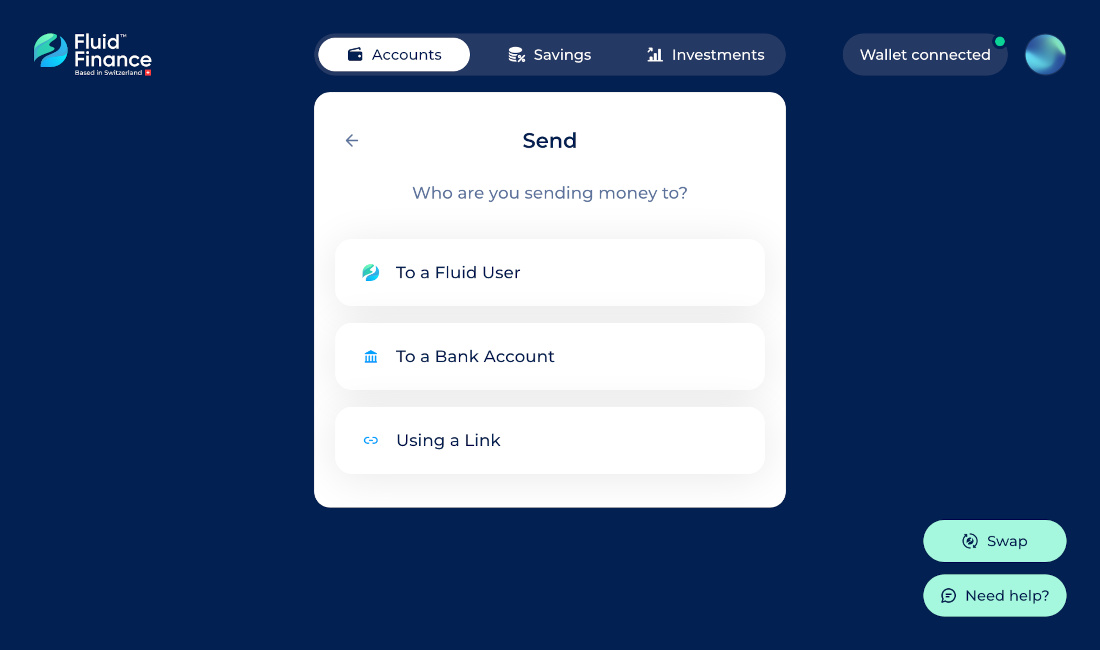 Fluid™
Finance
Based in Switzerland
Accounts
Savings
Investments
Wallet connected
Send
Who are you sending money to?
To a Fluid User
To a Bank Account
Using a Link
Swap
Need help?